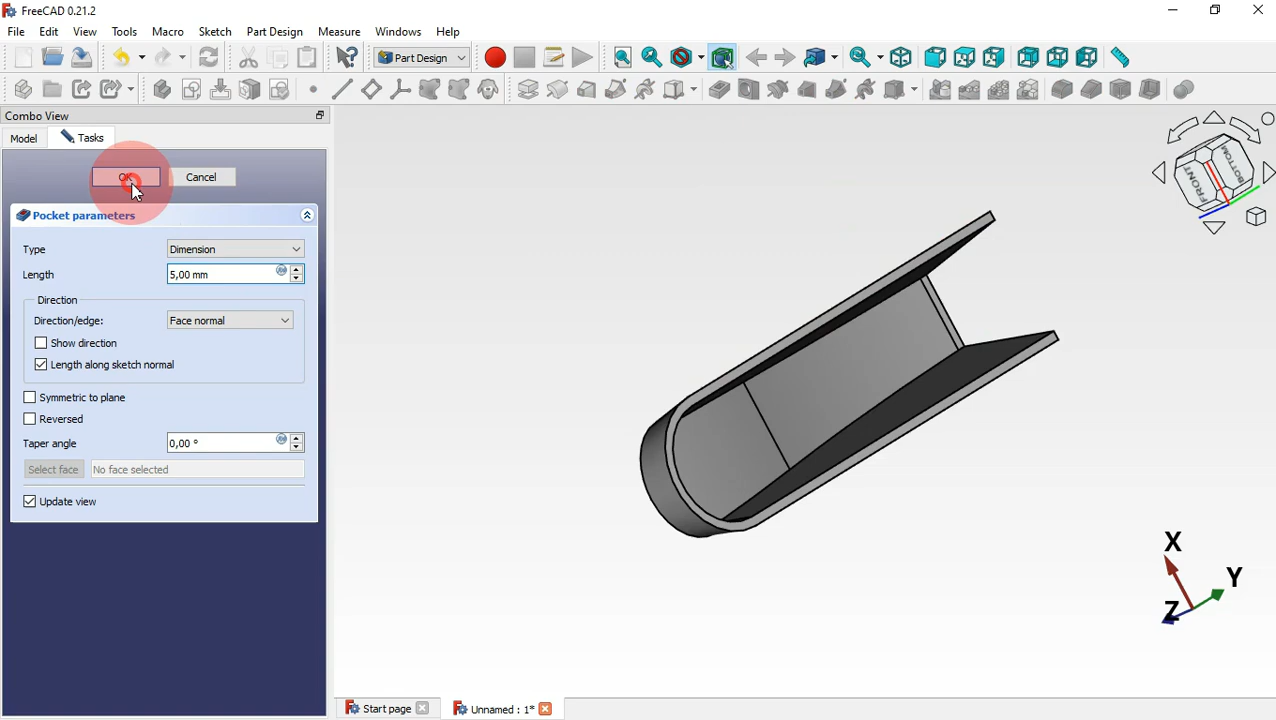 FreeCAD 0.21.2
File Edit View Tools Macro Sketch Part Design Measure Windows Help
Part Design
Combo View
Model Tasks
OK Cancel
Pocket parameters
Type Dimension
Length 5,00 mm
Direction
Direction/edge: Face normal
Show direction
Length along sketch normal
Symmetric to plane
Reversed
Taper angle 0,00 °
Select face No face selected
Update view
FRONT
BOTTOM
X
Y
Z
Start page Unnamed : 1*